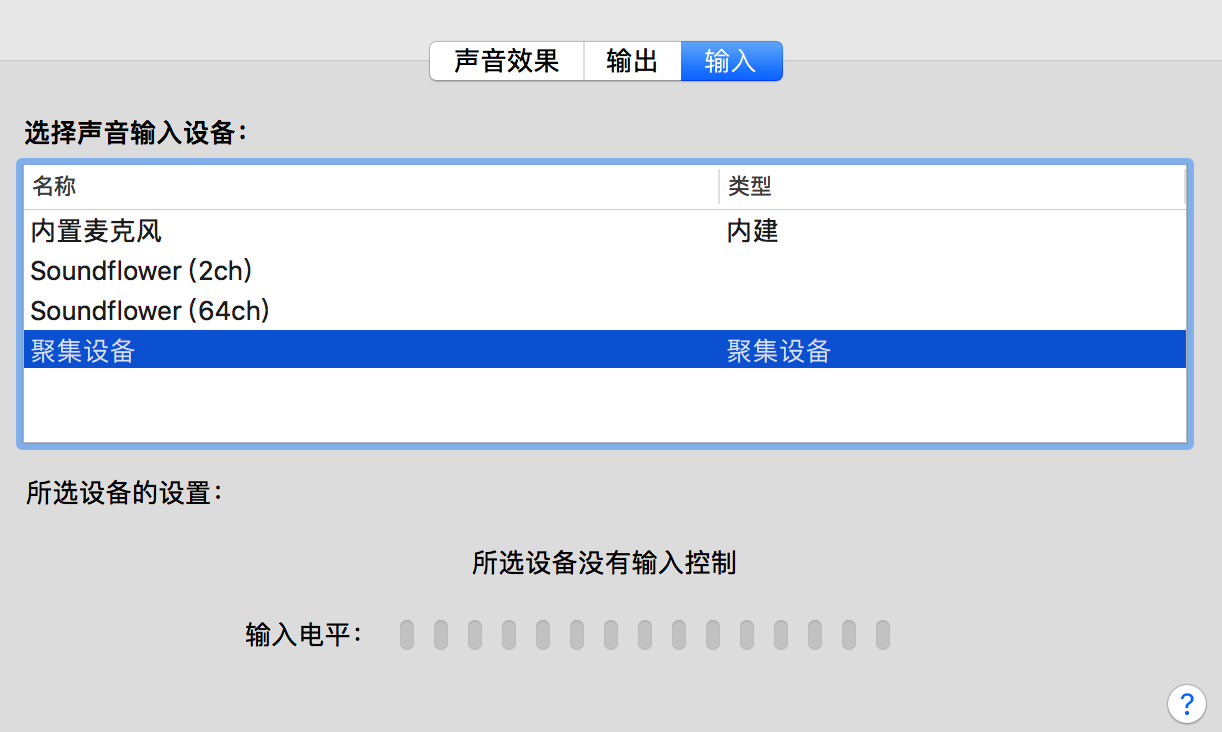 声音效果 输出 输入
选择声音输入设备：
名称 类型
内置麦克风 内建
Soundflower (2ch)
Soundflower (64ch)
聚集设备 聚集设备
所选设备的设置：
所选设备没有输入控制
输入电平：
?